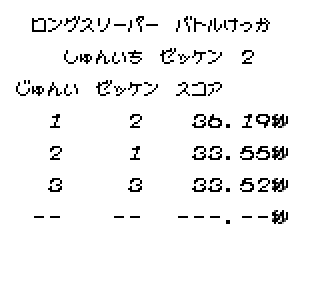 ロングスリーパー バトルけっか
しゅんいち ゼッケン 2
じゅんい ゼッケン スコア
1 2 36.19秒
2 1 33.55秒
3 3 33.52秒
-- -- ---.--秒